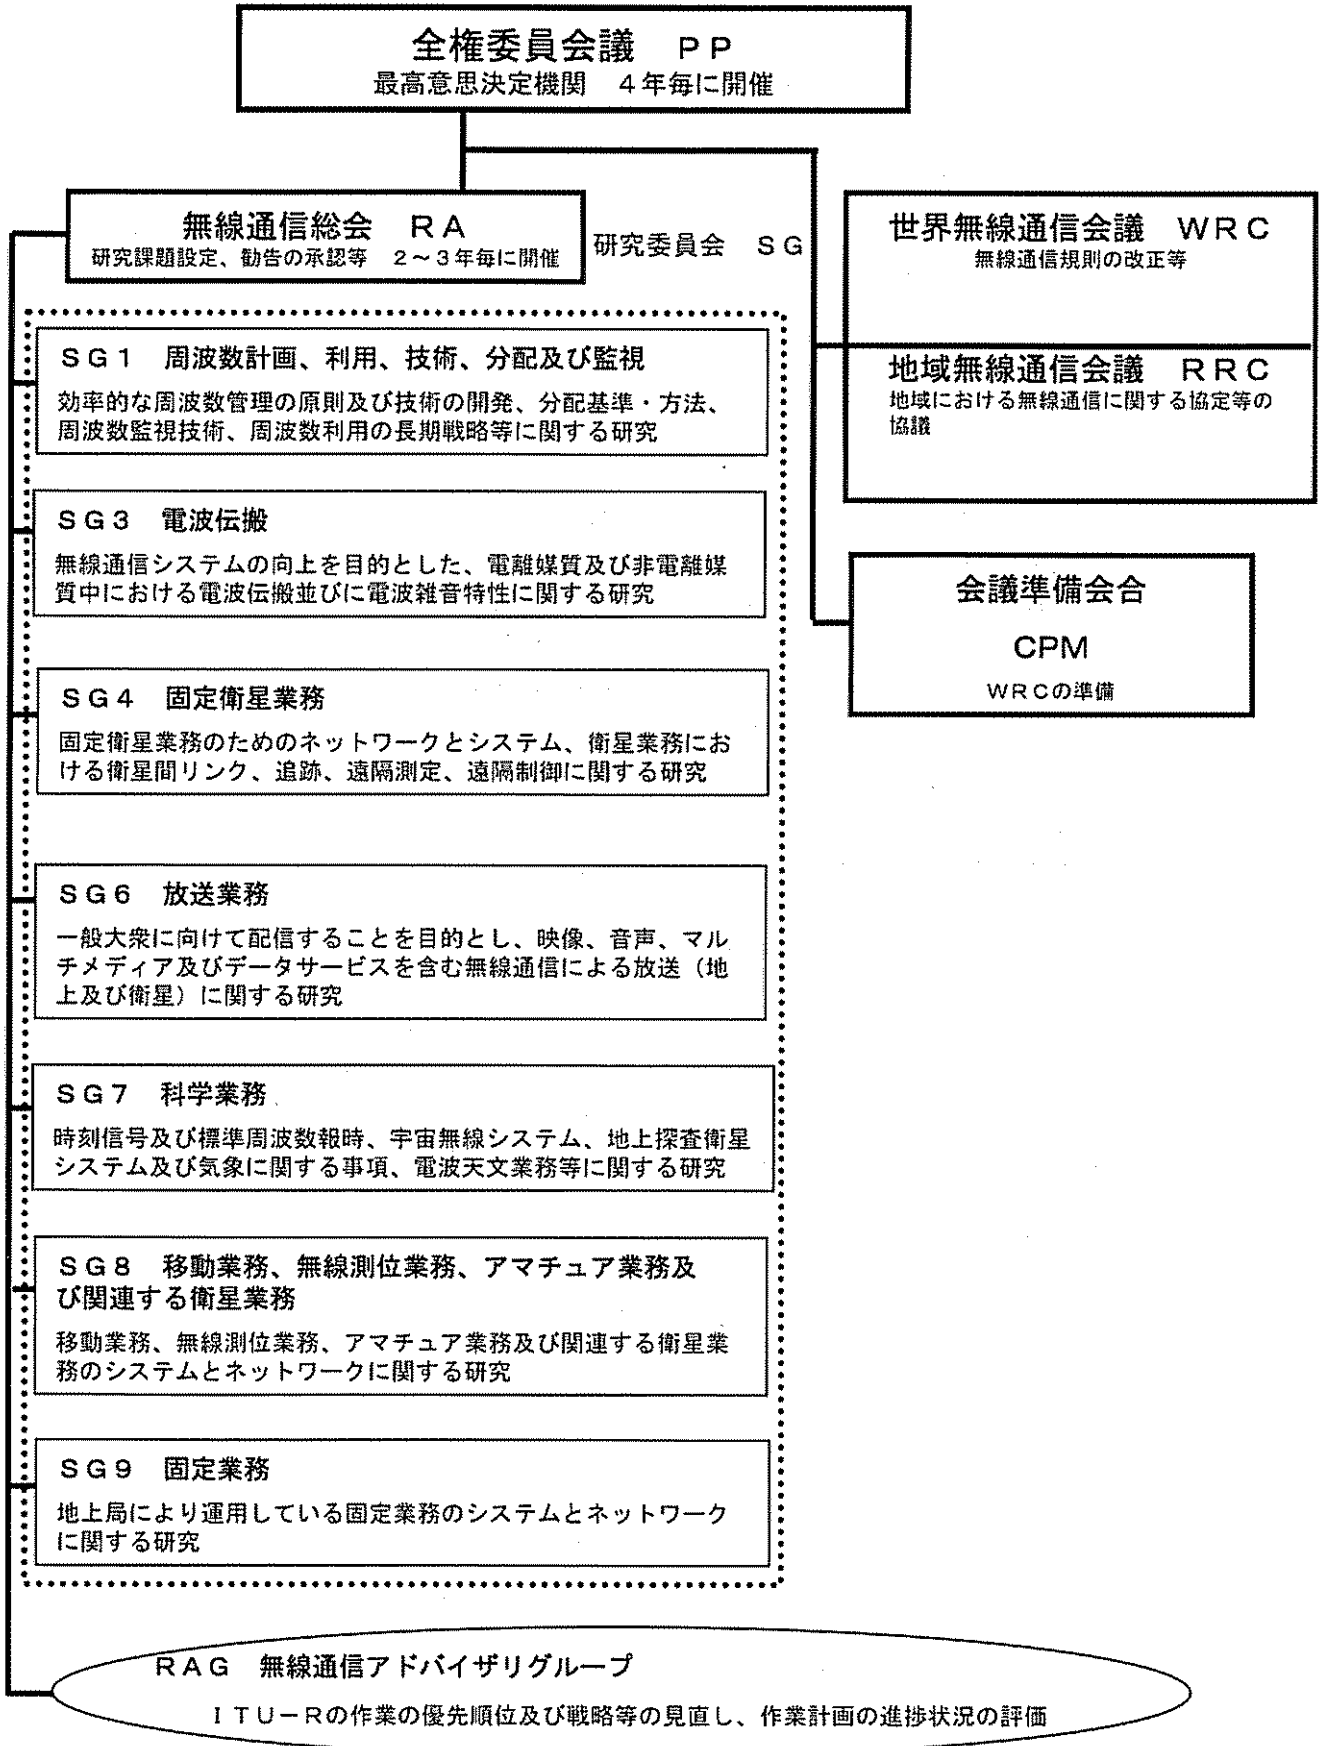 全権委員会議　ＰＰ
最高意思決定機関　４年毎に開催
無線通信総会　ＲＡ
研究課題設定、勧告の承認等　２～３年毎に開催
研究委員会　ＳＧ
世界無線通信会議　ＷＲＣ
無線通信規則の改正等
地域無線通信会議　ＲＲＣ
地域における無線通信に関する協定等の
協議
会議準備会合
CPM
ＷＲＣの準備
ＳＧ１　周波数計画、利用、技術、分配及び監視
効率的な周波数管理の原則及び技術の開発、分配基準・方法、
周波数監視技術、周波数利用の長期戦略等に関する研究
ＳＧ３　電波伝搬
無線通信システムの向上を目的とした、電離媒質及び非電離媒
質中における電波伝搬並びに電波雑音特性に関する研究
ＳＧ４　固定衛星業務
固定衛星業務のためのネットワークとシステム、衛星業務にお
ける衛星間リンク、追跡、遠隔測定、遠隔制御に関する研究
ＳＧ６　放送業務
一般大衆に向けて配信することを目的とし、映像、音声、マル
チメディア及びデータサービスを含む無線通信による放送（地
上及び衛星）に関する研究
ＳＧ７　科学業務
時刻信号及び標準周波数報時、宇宙無線システム、地上探査衛星
システム及び気象に関する事項、電波天文業務等に関する研究
ＳＧ８　移動業務、無線測位業務、アマチュア業務及
び関連する衛星業務
移動業務、無線測位業務、アマチュア業務及び関連する衛星業
務のシステムとネットワークに関する研究
ＳＧ９　固定業務
地上局により運用している固定業務のシステムとネットワーク
に関する研究
ＲＡＧ　無線通信アドバイザリグループ
ＩＴＵ－Ｒの作業の優先順位及び戦略等の見直し、作業計画の進捗状況の評価